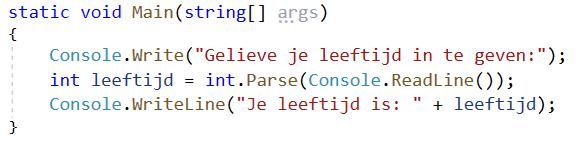 static void Main(string[] args)
{
    Console.Write("Gelieve je leeftijd in te geven:");
    int leeftijd = int.Parse(Console.ReadLine());
    Console.WriteLine("Je leeftijd is: " + leeftijd);
}